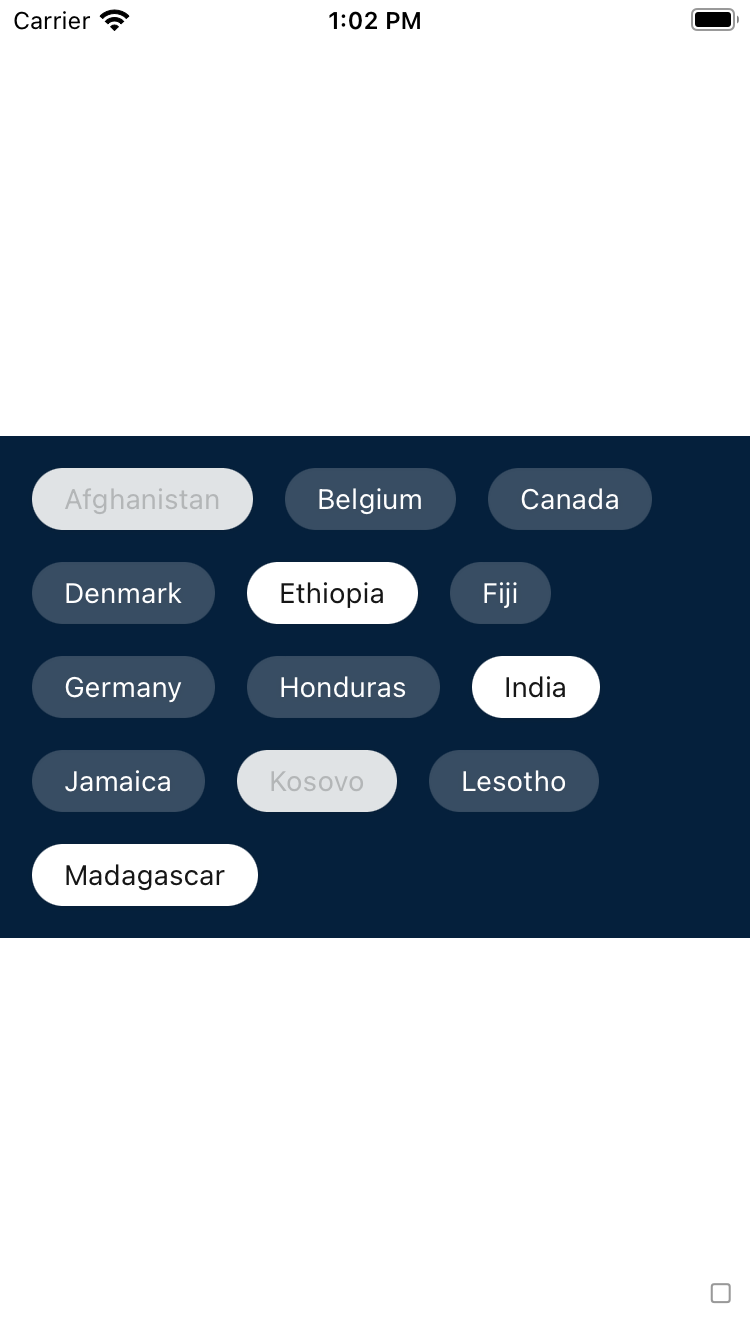 Carrier 1:02 PM
Afghanistan Belgium Canada
Denmark Ethiopia Fiji
Germany Honduras India
Jamaica Kosovo Lesotho
Madagascar